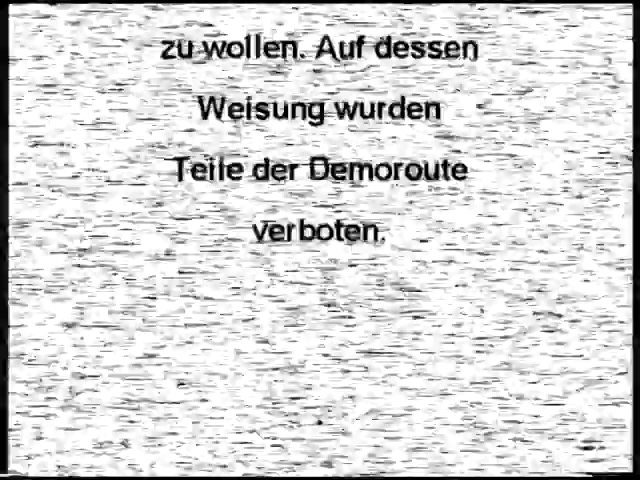 zu wollen. Auf dessen
Weisung wurden
Teile der Demoroute
verboten.